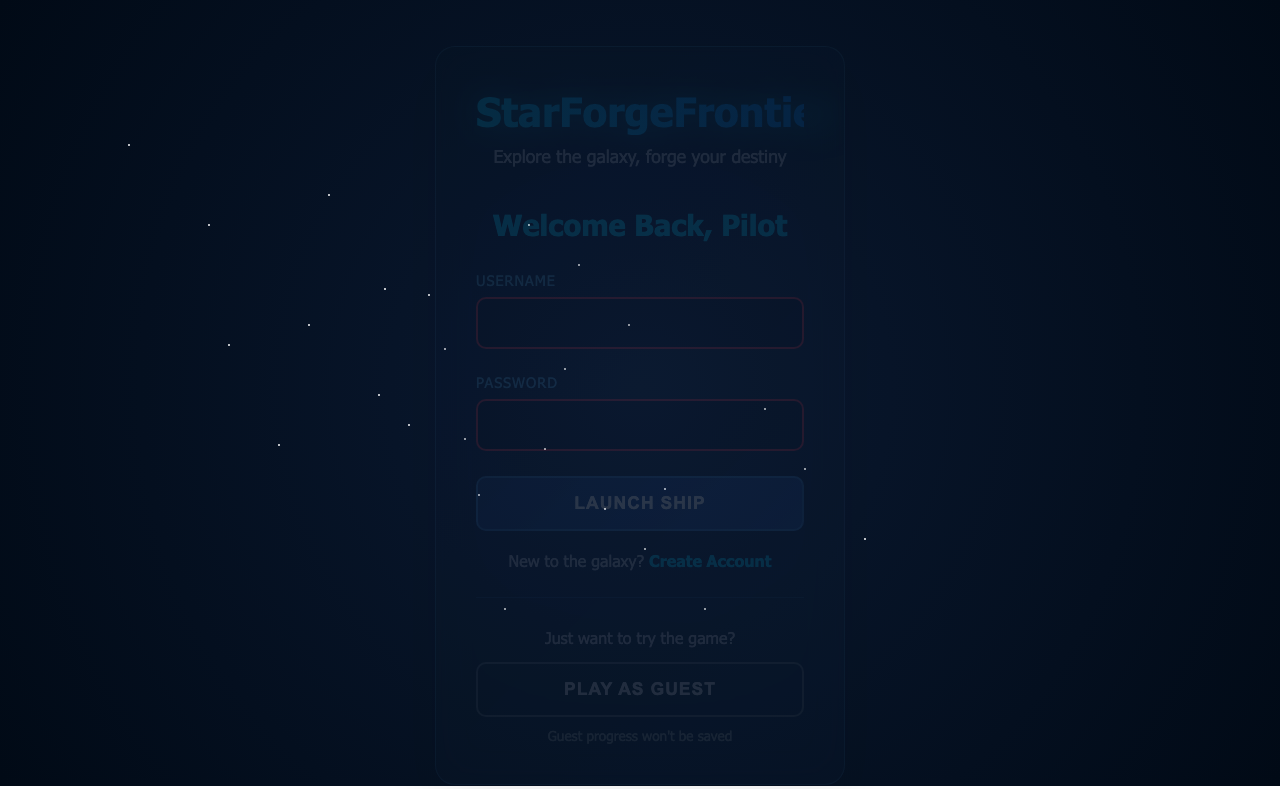 StarForgeFrontie
Explore the galaxy, forge your destiny
Welcome Back, Pilot
USERNAME
PASSWORD
LAUNCH SHIP
New to the galaxy? Create Account
Just want to try the game?
PLAY AS GUEST
Guest progress won't be saved